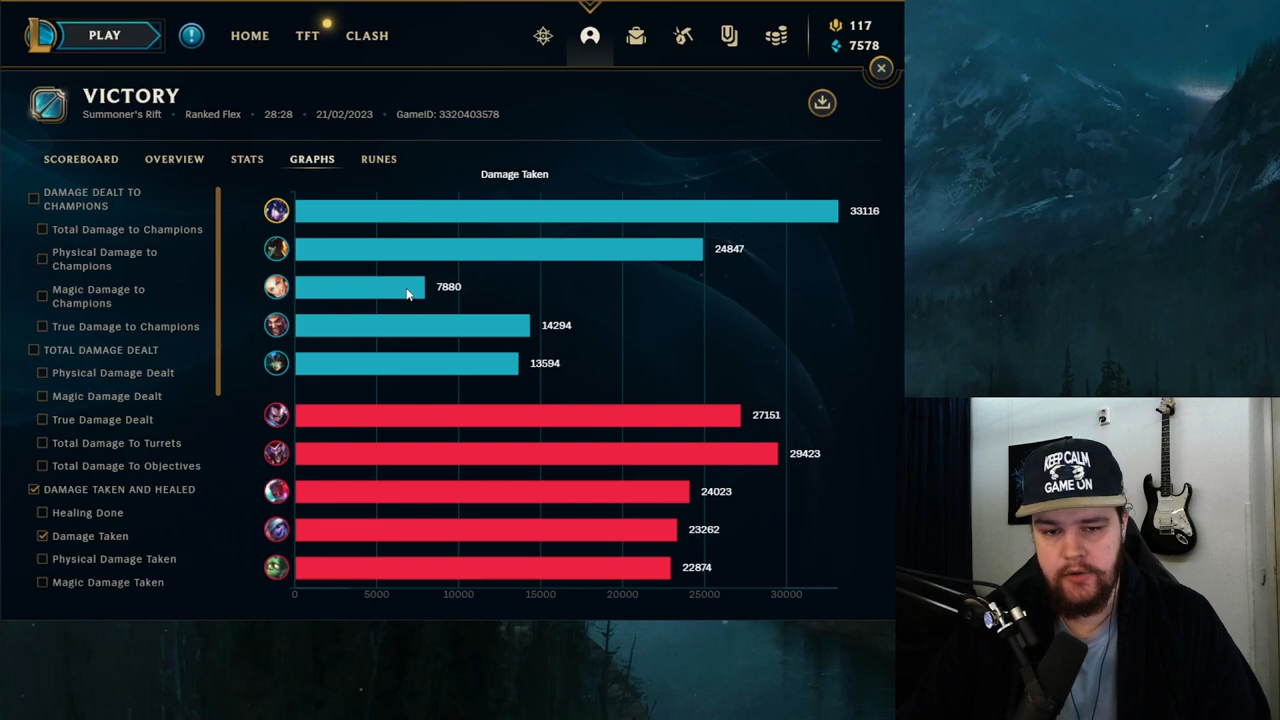 PLAY
HOME
TFT
CLASH
117
7578
VICTORY
Summoner's Rift • Ranked Flex • 28:28 • 21/02/2023 • GameID: 3320403578
SCOREBOARD
OVERVIEW
STATS
GRAPHS
RUNES
DAMAGE DEALT TO
CHAMPIONS
Total Damage to Champions
Physical Damage to
Champions
Magic Damage to
Champions
True Damage to Champions
TOTAL DAMAGE DEALT
Physical Damage Dealt
Magic Damage Dealt
True Damage Dealt
Total Damage To Turrets
Total Damage To Objectives
DAMAGE TAKEN AND HEALED
Healing Done
Damage Taken
Physical Damage Taken
Magic Damage Taken
Damage Taken
33116
24847
7880
14294
13594
27151
29423
24023
23262
22874
0 5000 10000 15000 20000 25000 30000
KEEP CALM
GAME ON